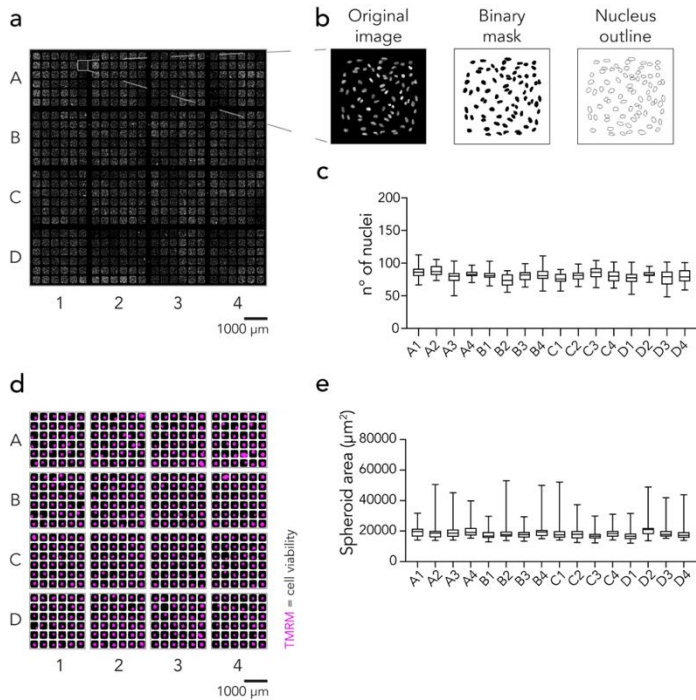 a
A
B
C
D
1 2 3 4
1000 μm
b
Original image
Binary mask
Nucleus outline
c
n° of nuclei
200
150
100
50
0
A1 A2 A3 A4 B1 B2 B3 B4 C1 C2 C3 C4 D1 D2 D3 D4
d
A
B
C
D
1 2 3 4
TMRM = cell viability
1000 μm
e
Spheroid area (μm²)
80000
60000
40000
20000
0
A1 A2 A3 A4 B1 B2 B3 B4 C1 C2 C3 C4 D1 D2 D3 D4